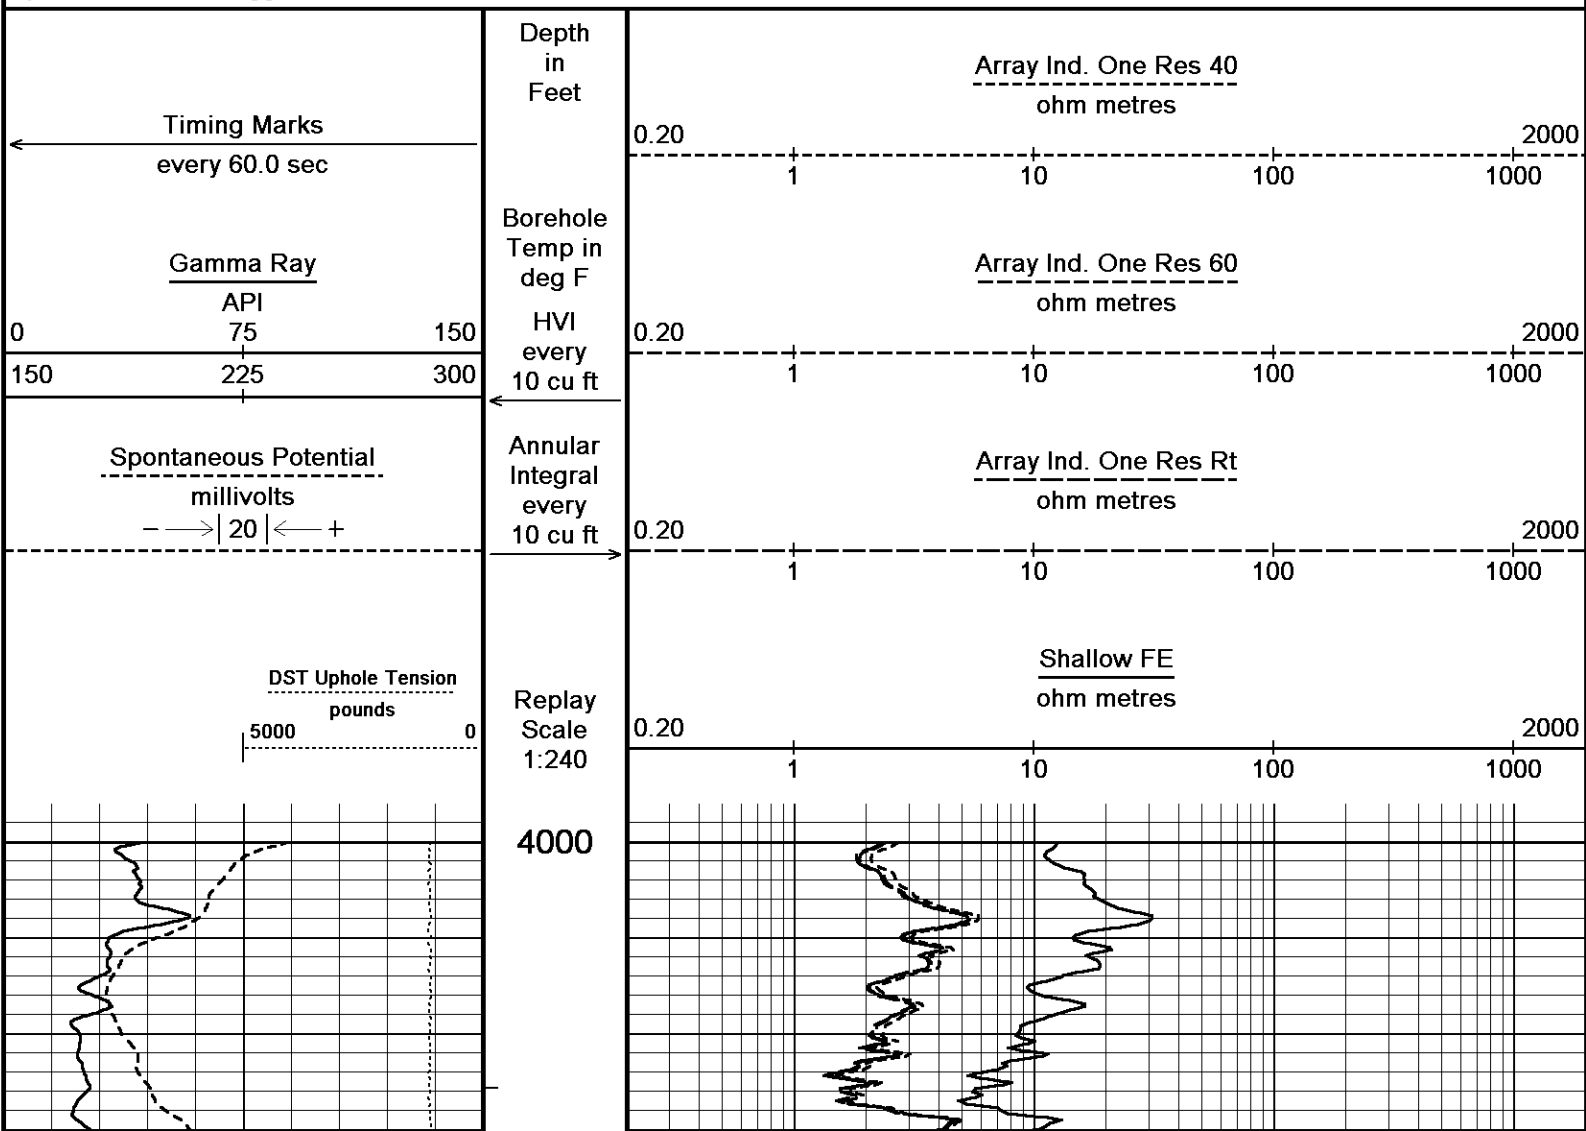 Timing Marks
every 60.0 sec
Gamma Ray
API
0 75 150
150 225 300
Spontaneous Potential
millivolts
− 20 +
DST Uphole Tension
pounds
5000 0
Depth
in
Feet
Borehole
Temp in
deg F
HVI
every
10 cu ft
Annular
Integral
every
10 cu ft
Replay
Scale
1:240
4000
Array Ind. One Res 40
ohm metres
0.20 2000
1 10 100 1000
Array Ind. One Res 60
ohm metres
0.20 2000
1 10 100 1000
Array Ind. One Res Rt
ohm metres
0.20 2000
1 10 100 1000
Shallow FE
ohm metres
0.20 2000
1 10 100 1000